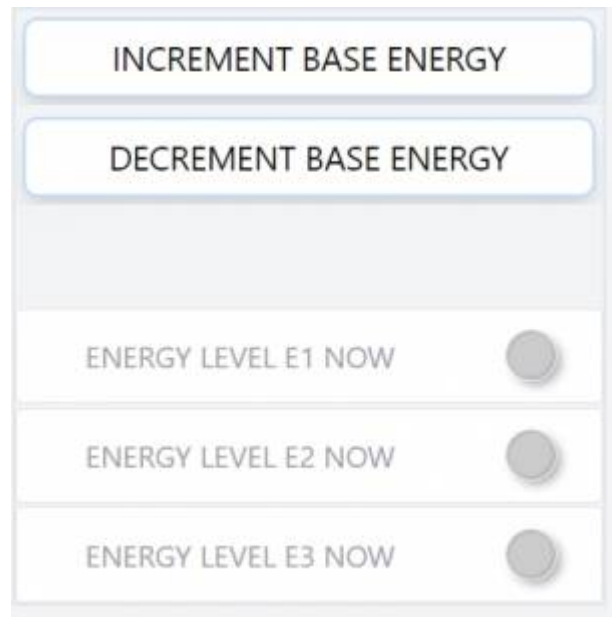 INCREMENT BASE ENERGY
DECREMENT BASE ENERGY
ENERGY LEVEL E1 NOW
ENERGY LEVEL E2 NOW
ENERGY LEVEL E3 NOW